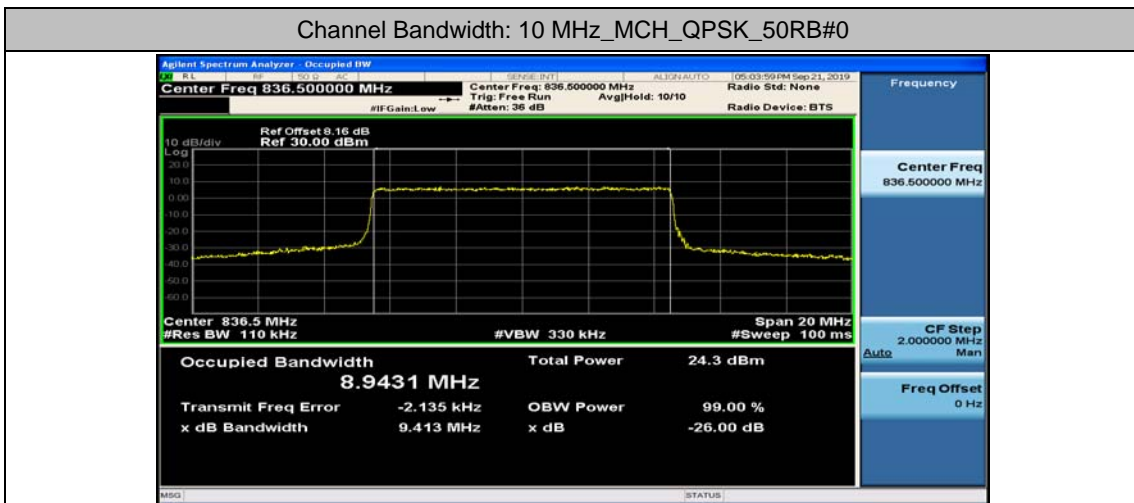 Channel Bandwidth: 10 MHz_MCH_QPSK_50RB#0
Agilent Spectrum Analyzer - Occupied BW
RL RF 50 Ω AC SENSE:INT ALIGN AUTO 05:03:59 PM Sep 21, 2019
Center Freq 836.500000 MHz
Center Freq: 836.500000 MHz
Radio Std: None
Trig: Free Run Avg|Hold: 10/10
#IFGain:Low #Atten: 36 dB Radio Device: BTS
Ref Offset 8.16 dB
10 dB/div Ref 30.00 dBm
Log
20.0
10.0
0.00
-10.0
-20.0
-30.0
-40.0
-50.0
-60.0
Center 836.5 MHz Span 20 MHz
#Res BW 110 kHz #VBW 330 kHz #Sweep 100 ms
Occupied Bandwidth Total Power 24.3 dBm
8.9431 MHz
Transmit Freq Error -2.135 kHz OBW Power 99.00 %
x dB Bandwidth 9.413 MHz x dB -26.00 dB
MSG STATUS
Frequency
Center Freq
836.500000 MHz
CF Step
2.000000 MHz
Auto Man
Freq Offset
0 Hz